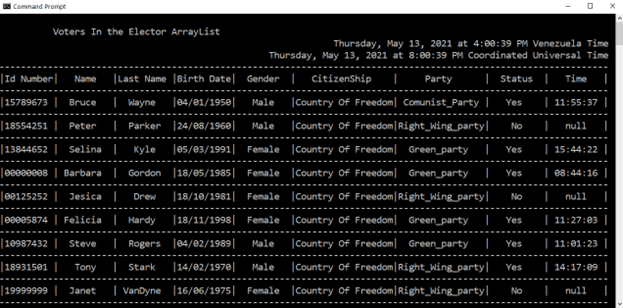 Command Prompt
Voters In the Elector ArrayList
Thursday, May 13, 2021 at 4:00:39 PM Venezuela Time
Thursday, May 13, 2021 at 8:00:39 PM Coordinated Universal Time
|Id Number| Name |Last Name |Birth Date| Gender | CitizenShip | Party | Status | Time |
|15789673 | Bruce | Wayne |04/01/1950| Male |Country Of Freedom| Comunist_Party | Yes | 11:55:37 |
|18554251 | Peter | Parker |24/08/1960| Male |Country Of Freedom|Right_Wing_party| No | null |
|13844652 | Selina | Kyle |05/03/1991| Female |Country Of Freedom| Green_party | Yes | 15:44:22 |
|00000008 | Barbara | Gordon |18/05/1985| Female |Country Of Freedom| Green_party | Yes | 08:44:16 |
|00125252 | Jesica | Drew |18/10/1981| Female |Country Of Freedom|Right_Wing_party| No | null |
|00005874 | Felicia | Hardy |18/11/1998| Female |Country Of Freedom| Green_party | Yes | 11:27:03 |
|10987432 | Steve | Rogers |04/02/1989| Male |Country Of Freedom| Green_party | Yes | 11:01:23 |
|18931501 | Tony | Stark |14/02/1970| Male |Country Of Freedom|Right_Wing_party| Yes | 14:17:09 |
|19999999 | Janet | VanDyne |16/06/1975| Female |Country Of Freedom|Right_Wing_party| No | null |